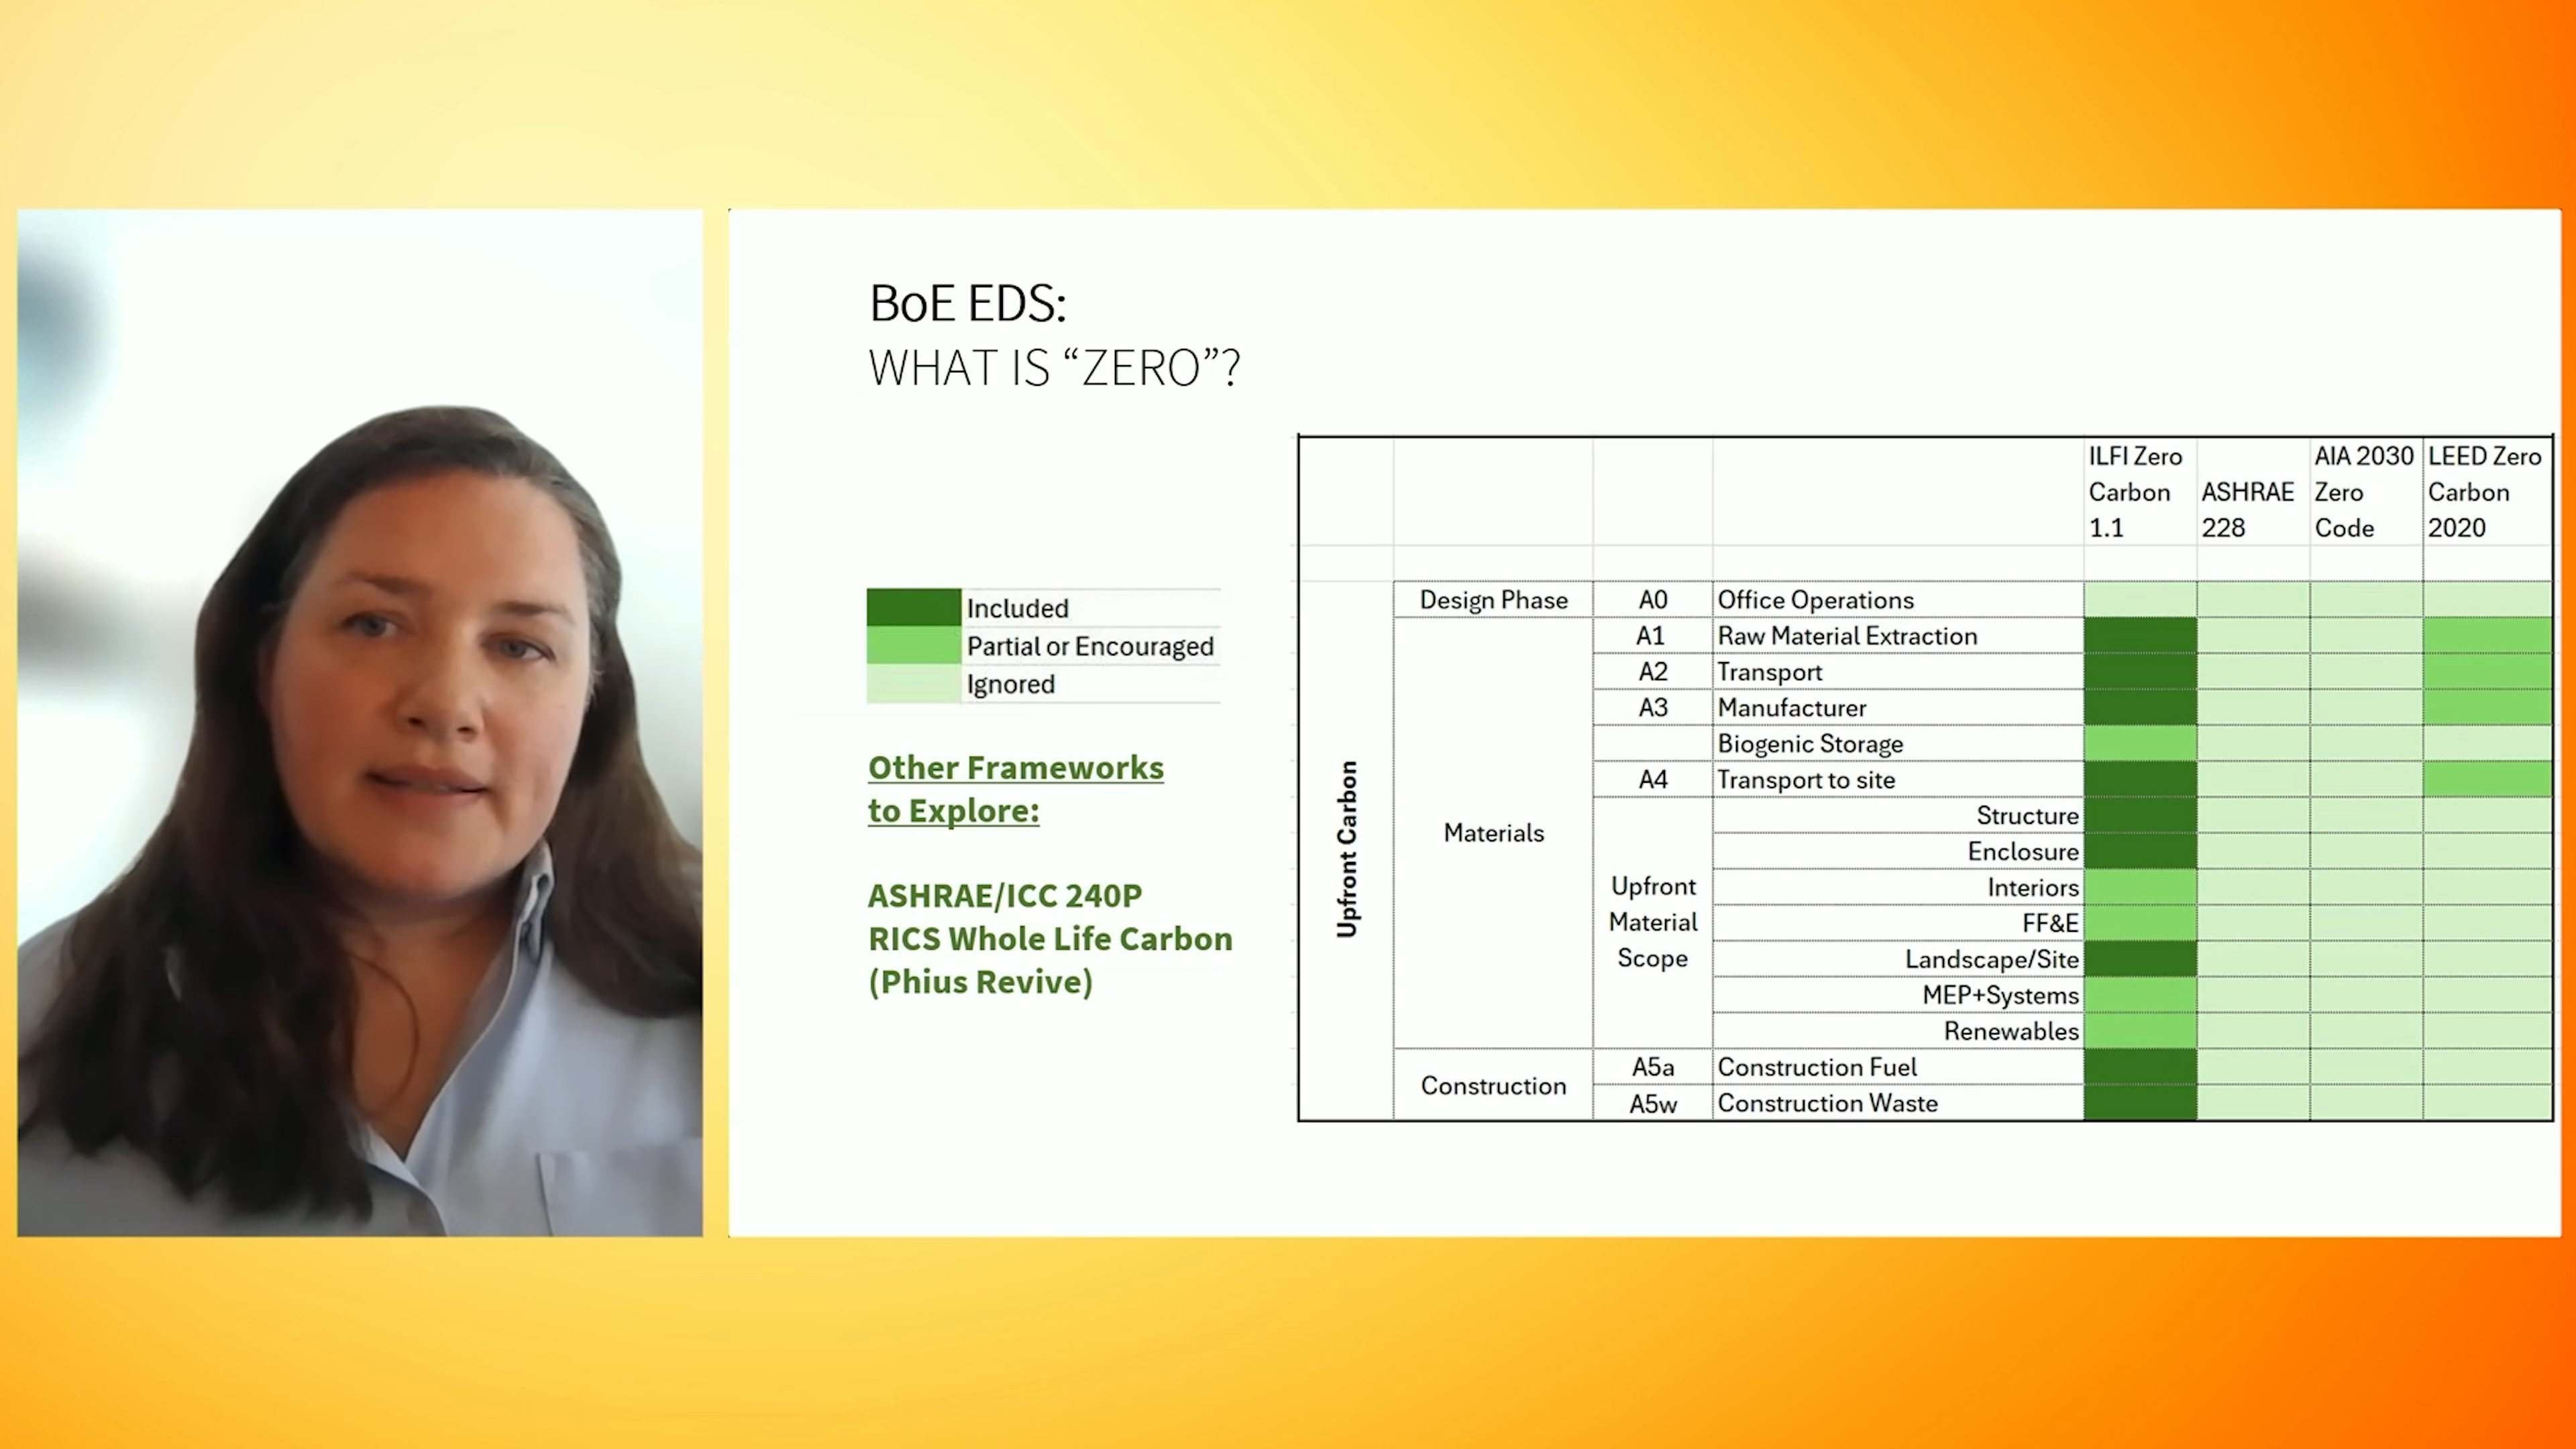 BoE EDS:
WHAT IS “ZERO”?
Included
Partial or Encouraged
Ignored
Other Frameworks
to Explore:
ASHRAE/ICC 240P
RICS Whole Life Carbon
(Phius Revive)
ILFI Zero Carbon 1.1
ASHRAE 228
AIA 2030 Zero Code
LEED Zero Carbon 2020
Upfront Carbon
Design Phase A0 Office Operations
Materials
A1 Raw Material Extraction
A2 Transport
A3 Manufacturer
Biogenic Storage
A4 Transport to site
Upfront Material Scope
Structure
Enclosure
Interiors
FF&E
Landscape/Site
MEP+Systems
Renewables
Construction
A5a Construction Fuel
A5w Construction Waste